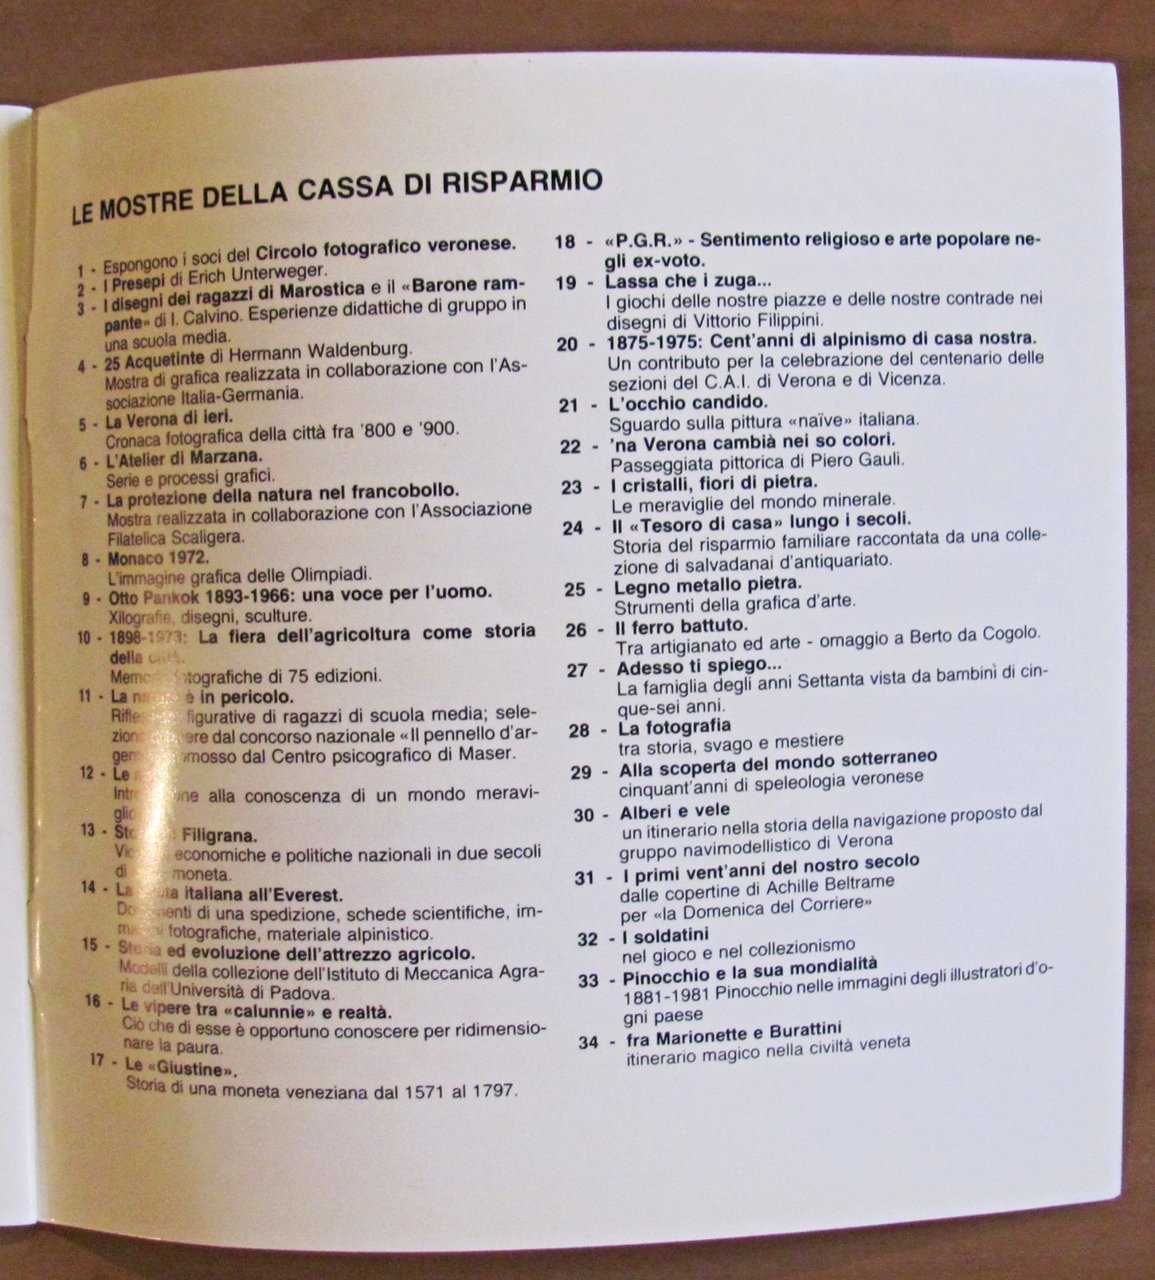 LE MOSTRE DELLA CASSA DI RISPARMIO
1 - Espongono i soci del Circolo fotografico veronese.
2 - I Presepi di Erich Unterweger.
3 - I disegni dei ragazzi di Marostica e il «Barone ram-
pante» di I. Calvino. Esperienze didattiche di gruppo in
una scuola media.
4 - 25 Acquetinte di Hermann Waldenburg.
Mostra di grafica realizzata in collaborazione con l'As-
sociazione Italia-Germania.
5 - La Verona di ieri.
Cronaca fotografica della città fra '800 e '900.
6 - L'Atelier di Marzana.
Serie e processi grafici.
7 - La protezione della natura nel francobollo.
Mostra realizzata in collaborazione con l'Associazione
Filatelica Scaligera.
8 - Monaco 1972.
L'immagine grafica delle Olimpiadi.
9 - Otto Pankok 1893-1966: una voce per l'uomo.
Xilografie, disegni, sculture.
10 - 1898-1973: La fiera dell'agricoltura come storia
della città.
fotografiche di 75 edizioni.
11 - La è in pericolo.
figurative di ragazzi di scuola media; sele-
dal concorso nazionale «Il pennello d'ar-
Centro psicografico di Maser.
12 - Le
alla conoscenza di un mondo meravi-
13 - Filigrana.
economiche e politiche nazionali in due secoli
di moneta.
14 - La italiana all'Everest.
Documenti di una spedizione, schede scientifiche, im-
magini fotografiche, materiale alpinistico.
15 - Storia ed evoluzione dell'attrezzo agricolo.
Modelli della collezione dell'Istituto di Meccanica Agra-
ria dell'Università di Padova.
16 - Le vipere tra «calunnie» e realtà.
Ciò che di esse è opportuno conoscere per ridimensio-
nare la paura.
17 - Le «Giustine».
Storia di una moneta veneziana dal 1571 al 1797.
18 - «P.G.R.» - Sentimento religioso e arte popolare ne-
gli ex-voto.
19 - Lassa che i zuga...
I giochi delle nostre piazze e delle nostre contrade nei
disegni di Vittorio Filippini.
20 - 1875-1975: Cent'anni di alpinismo di casa nostra.
Un contributo per la celebrazione del centenario delle
sezioni del C.A.I. di Verona e di Vicenza.
21 - L'occhio candido.
Sguardo sulla pittura «naïve» italiana.
22 - 'na Verona cambià nei so colori.
Passeggiata pittorica di Piero Gauli.
23 - I cristalli, fiori di pietra.
Le meraviglie del mondo minerale.
24 - Il «Tesoro di casa» lungo i secoli.
Storia del risparmio familiare raccontata da una colle-
zione di salvadanai d'antiquariato.
25 - Legno metallo pietra.
Strumenti della grafica d'arte.
26 - Il ferro battuto.
Tra artigianato ed arte - omaggio a Berto da Cogolo.
27 - Adesso ti spiego...
La famiglia degli anni Settanta vista da bambinì di cin-
que-sei anni.
28 - La fotografia
tra storia, svago e mestiere
29 - Alla scoperta del mondo sotterraneo
cinquant'anni di speleologia veronese
30 - Alberi e vele
un itinerario nella storia della navigazione proposto dal
gruppo navimodellistico di Verona
31 - I primi vent'anni del nostro secolo
dalle copertine di Achille Beltrame
per «la Domenica del Corriere»
32 - I soldatini
nel gioco e nel collezionismo
33 - Pinocchio e la sua mondialità
1881-1981 Pinocchio nelle immagini degli illustratori d'o-
gni paese
34 - fra Marionette e Burattini
itinerario magico nella civiltà veneta